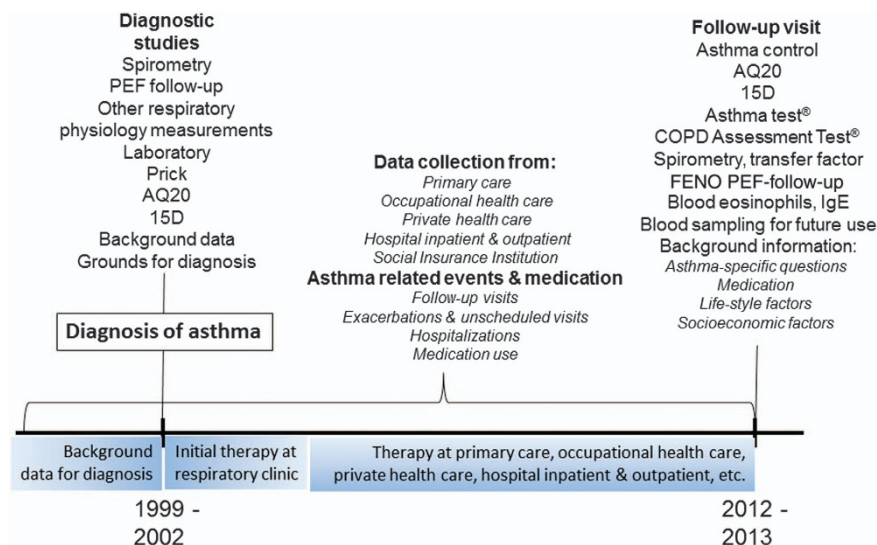 Diagnostic
studies
Spirometry
PEF follow-up
Other respiratory
physiology measurements
Laboratory
Prick
AQ20
15D
Background data
Grounds for diagnosis
Diagnosis of asthma
Data collection from:
Primary care
Occupational health care
Private health care
Hospital inpatient & outpatient
Social Insurance Institution
Asthma related events & medication
Follow-up visits
Exacerbations & unscheduled visits
Hospitalizations
Medication use
Follow-up visit
Asthma control
AQ20
15D
Asthma test®
COPD Assessment Test®
Spirometry, transfer factor
FENO PEF-follow-up
Blood eosinophils, IgE
Blood sampling for future use
Background information:
Asthma-specific questions
Medication
Life-style factors
Socioeconomic factors
Background
data for diagnosis
Initial therapy at
respiratory clinic
Therapy at primary care, occupational health care,
private health care, hospital inpatient & outpatient, etc.
1999 -
2002
2012 -
2013